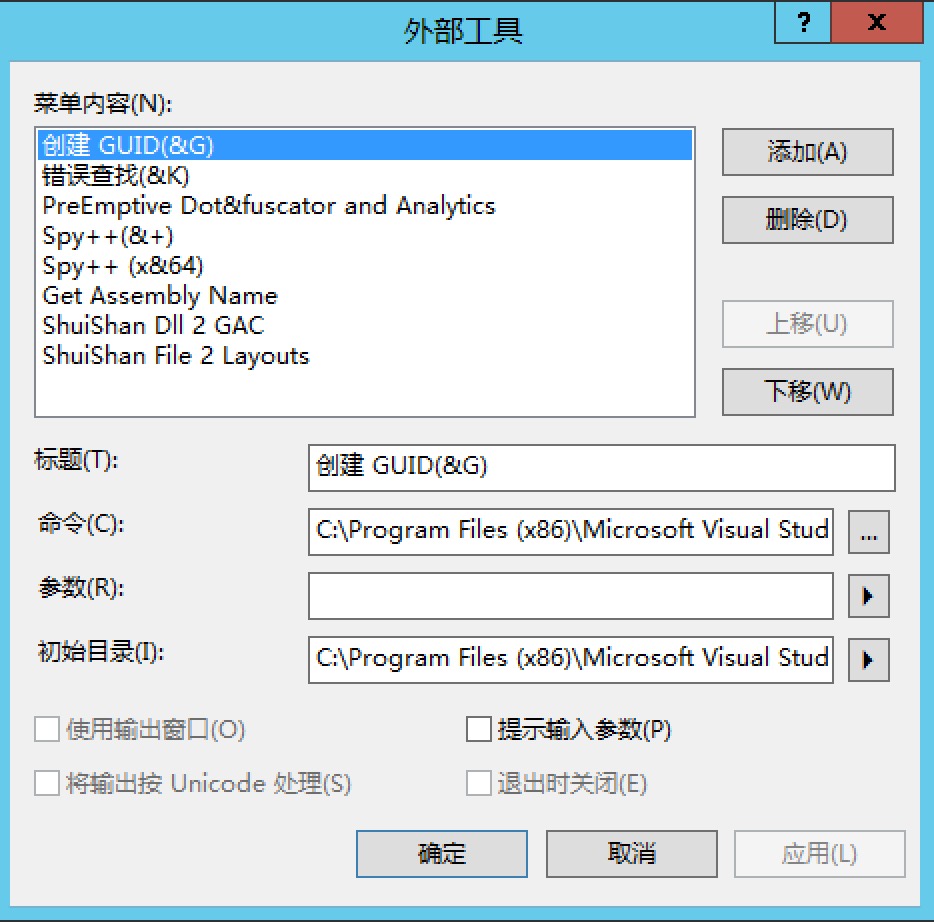 外部工具
?
x
菜单内容(N):
创建 GUID(&G)
错误查找(&K)
PreEmptive Dot&fuscator and Analytics
Spy++(&+)
Spy++ (x&64)
Get Assembly Name
ShuiShan Dll 2 GAC
ShuiShan File 2 Layouts
添加(A)
删除(D)
上移(U)
下移(W)
标题(T):
创建 GUID(&G)
命令(C):
C:\Program Files (x86)\Microsoft Visual Stud
...
参数(R):
初始目录(I):
C:\Program Files (x86)\Microsoft Visual Stud
使用输出窗口(O)
提示输入参数(P)
将输出按 Unicode 处理(S)
退出时关闭(E)
确定
取消
应用(L)